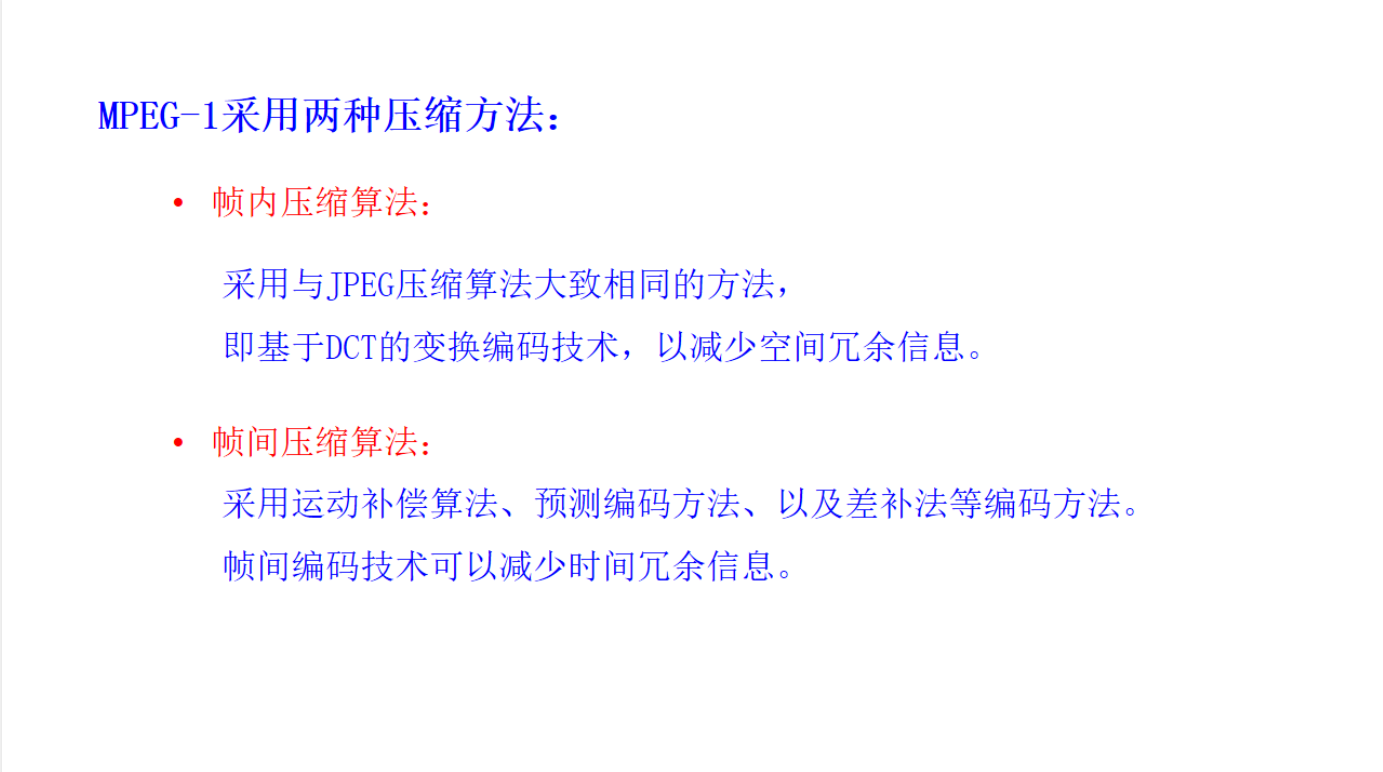 MPEG-1采用两种压缩方法：
• 帧内压缩算法：
采用与JPEG压缩算法大致相同的方法，
即基于DCT的变换编码技术，以减少空间冗余信息。
• 帧间压缩算法：
采用运动补偿算法、预测编码方法、以及差补法等编码方法。
帧间编码技术可以减少时间冗余信息。